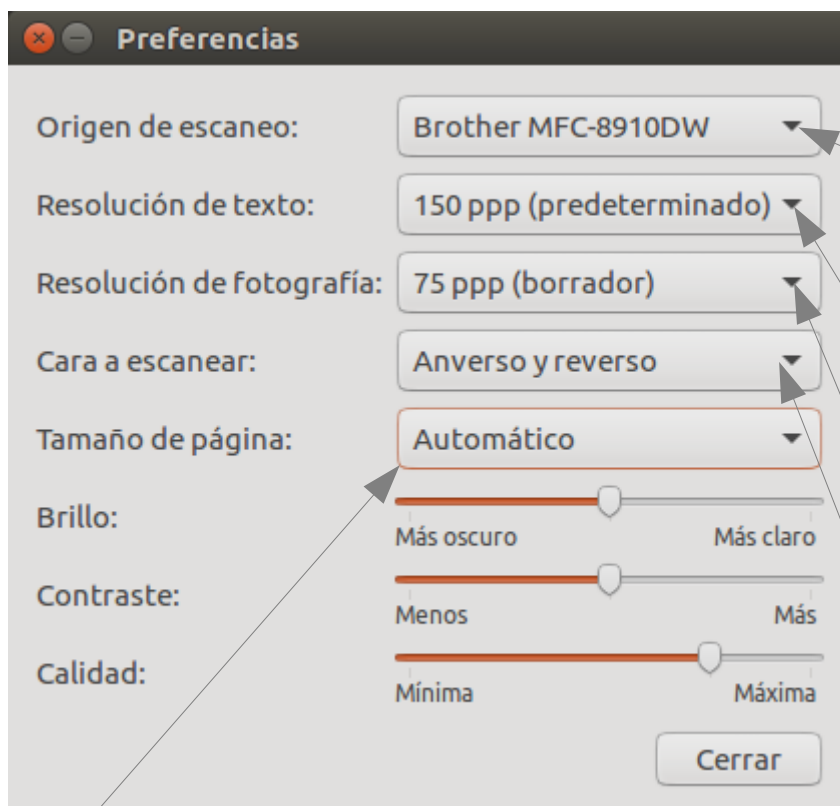 Preferencias
Origen de escaneo: Brother MFC-8910DW
Resolución de texto: 150 ppp (predeterminado)
Resolución de fotografía: 75 ppp (borrador)
Cara a escanear: Anverso y reverso
Tamaño de página: Automático
Brillo:
Más oscuro Más claro
Contraste:
Menos Más
Calidad:
Mínima Máxima
Cerrar